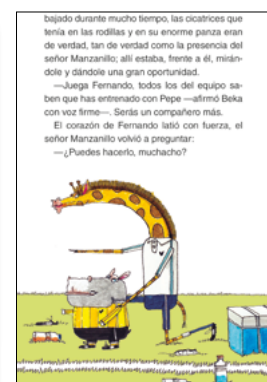 bajado durante mucho tiempo, las cicatrices que
tenía en las rodillas y en su enorme panza eran
de verdad, tan de verdad como la presencia del
señor Manzanillo; allí estaba, frente a él, mirán-
dole y dándole una gran oportunidad.
—Juega Fernando, todos los del equipo sa-
ben que has entrenado con Pepe —afirmó Beka
con voz firme—. Serás un compañero más.
El corazón de Fernando latió con fuerza, el
señor Manzanillo volvió a preguntar:
—¿Puedes hacerlo, muchacho?